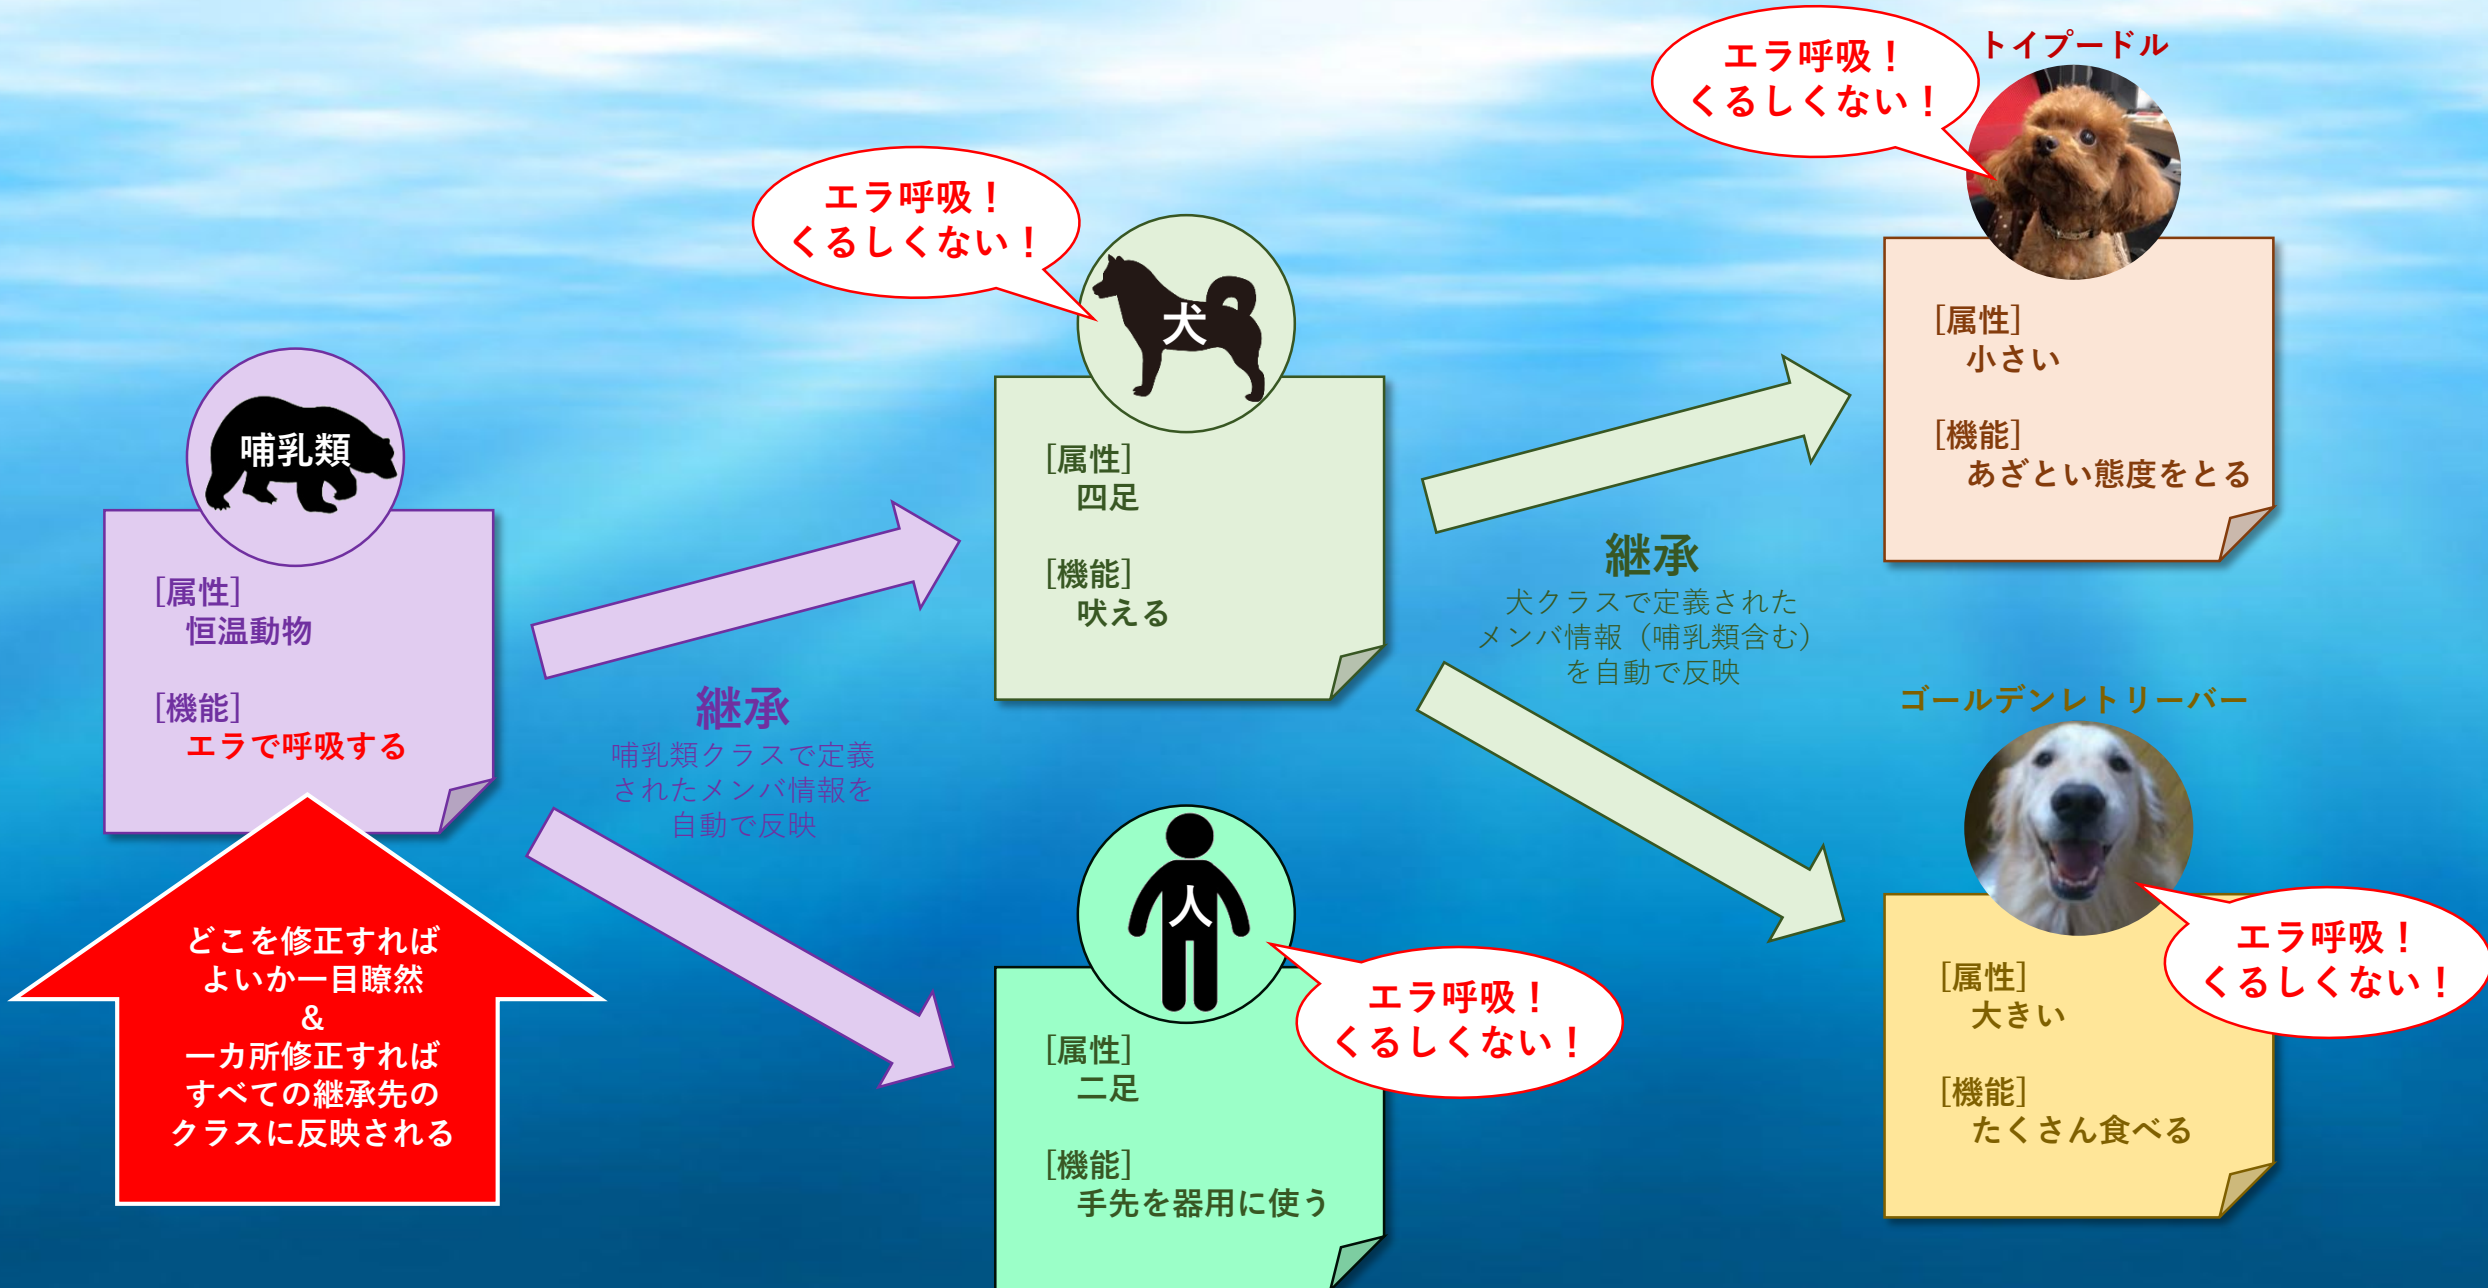 哺乳類
[属性]
恒温動物
[機能]
エラで呼吸する
どこを修正すれば
よいか一目瞭然
&
一カ所修正すれば
すべての継承先の
クラスに反映される
継承
哺乳類クラスで定義
されたメンバ情報を
自動で反映
エラ呼吸！
くるしくない！
犬
[属性]
四足
[機能]
吠える
人
エラ呼吸！
くるしくない！
[属性]
二足
[機能]
手先を器用に使う
継承
犬クラスで定義された
メンバ情報（哺乳類含む）
を自動で反映
エラ呼吸！
くるしくない！
トイプードル
[属性]
小さい
[機能]
あざとい態度をとる
ゴールデンレトリーバー
エラ呼吸！
くるしくない！
[属性]
大きい
[機能]
たくさん食べる